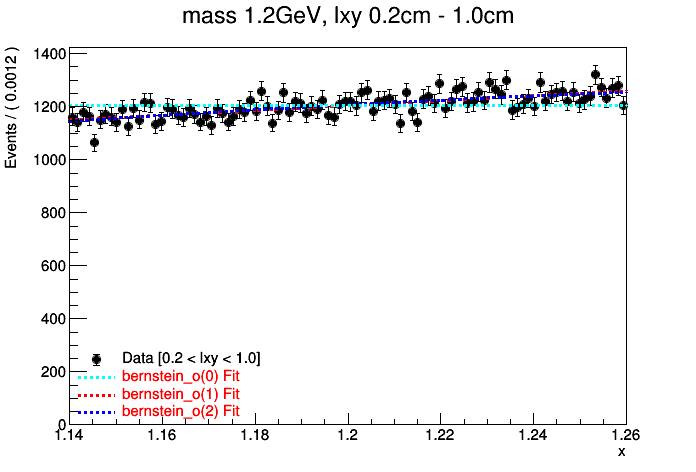 mass 1.2GeV, lxy 0.2cm - 1.0cm
Events / ( 0.0012 )
1400
1200
1000
800
600
400
200
0
Data [0.2 < lxy < 1.0]
bernstein_o(0) Fit
bernstein_o(1) Fit
bernstein_o(2) Fit
1.14 1.16 1.18 1.2 1.22 1.24 1.26
x